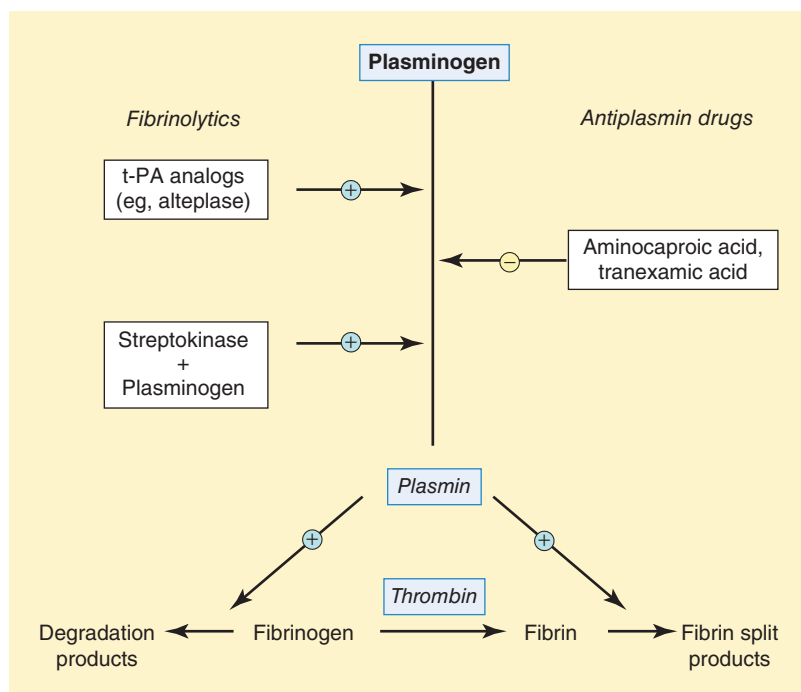 Plasminogen
Fibrinolytics
Antiplasmin drugs
t-PA analogs
(eg, alteplase)
+
Aminocaproic acid,
tranexamic acid
–
Streptokinase
+
Plasminogen
+
Plasmin
+
+
Thrombin
Degradation
products
Fibrinogen
Fibrin
Fibrin split
products